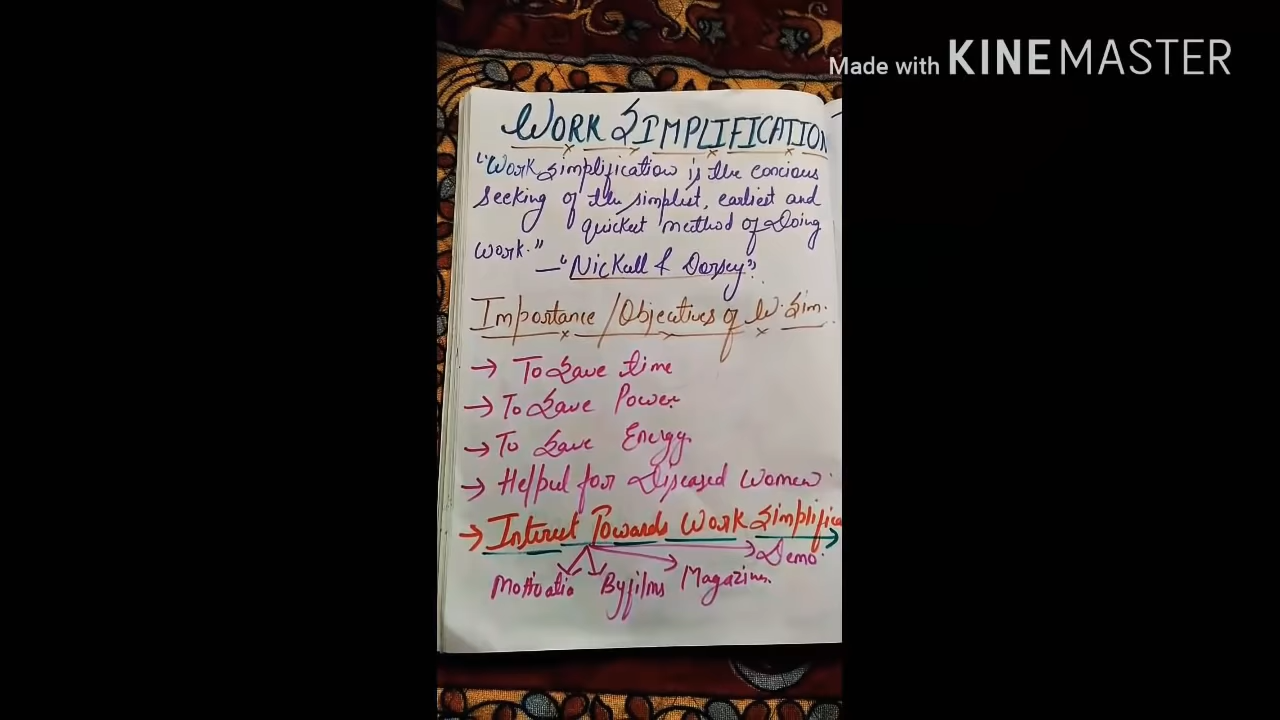 Made with KINEMASTER
WORK SIMPLIFICATION
"Work Simplification is the concious
Seeking of the simplest, earliest and
quickest method of Doing
work."
—"Nickell & Dorsey".
Importance/Objectives of W. Sim.
→ To Save time
→ To Save Power
→ To Save Energy
→ Helpful for Diseased Women
→ Interest Towards Work Simplifica
Demo
Motivatio By films Magazins